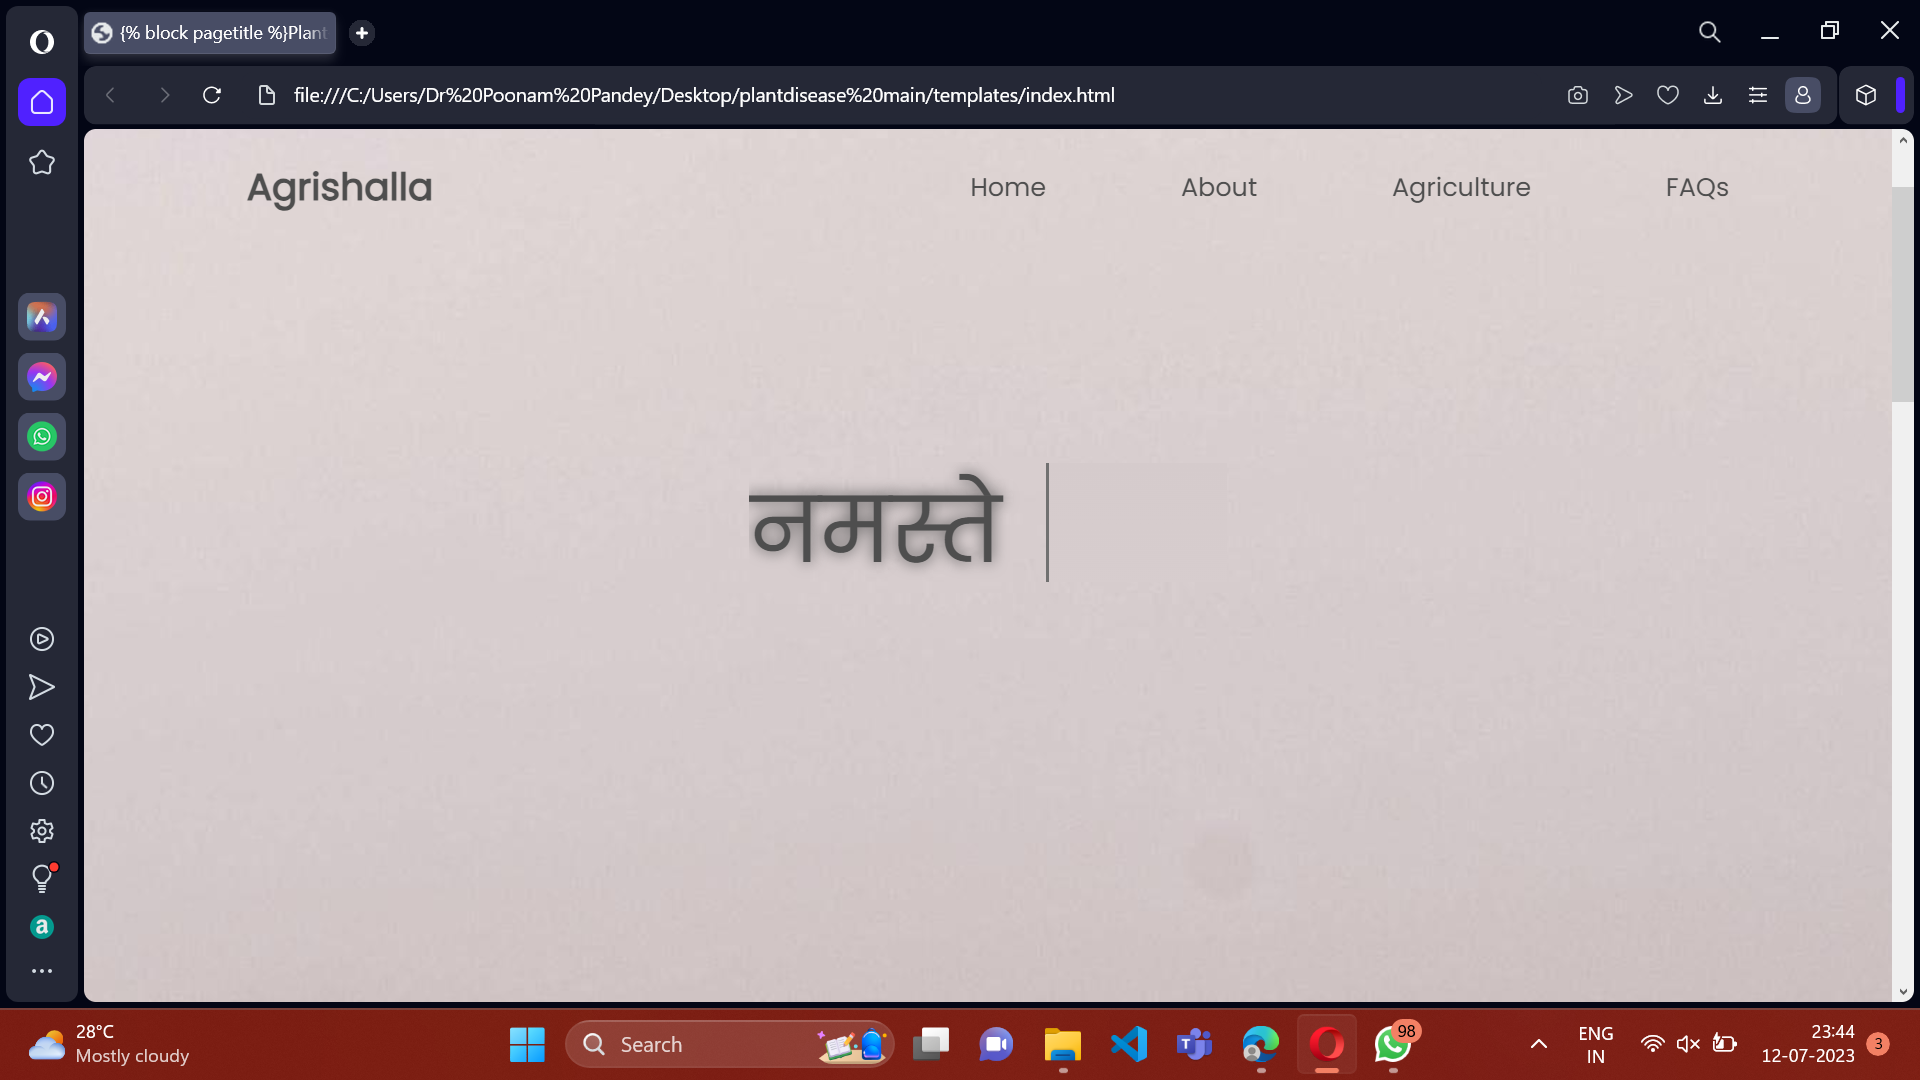 {% block pagetitle %}Plant
file:///C:/Users/Dr%20Poonam%20Pandey/Desktop/plantdisease%20main/templates/index.html
Agrishalla
Home
About
Agriculture
FAQs
नमस्ते
a
28°C
Mostly cloudy
Search
T
98
ENG
IN
23:44
12-07-2023
3